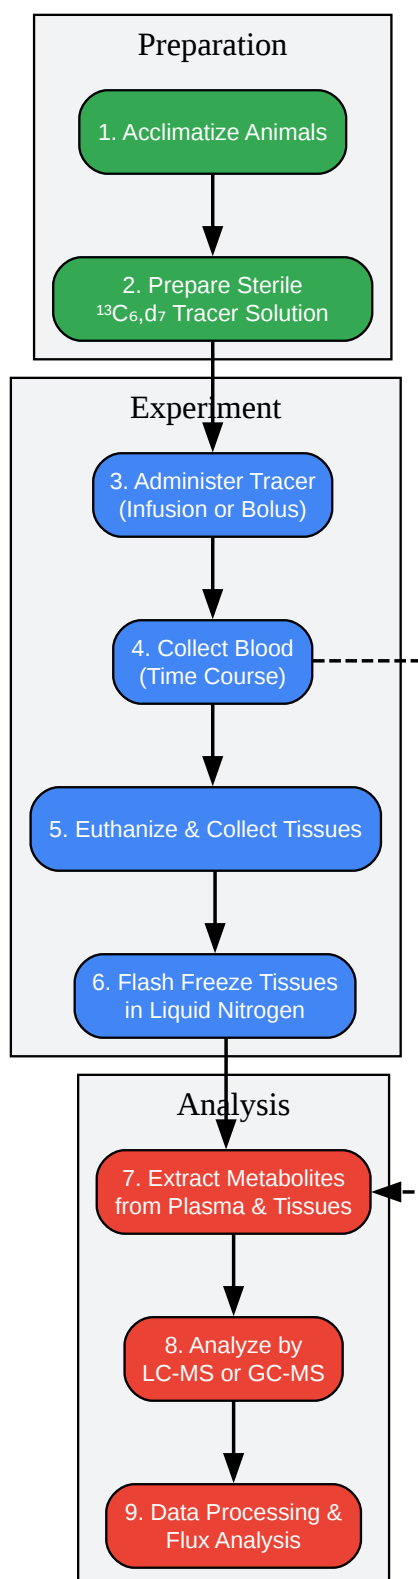 Preparation
1. Acclimatize Animals
2. Prepare Sterile
¹³C₆,d₇ Tracer Solution
Experiment
3. Administer Tracer
(Infusion or Bolus)
4. Collect Blood
(Time Course)
5. Euthanize & Collect Tissues
6. Flash Freeze Tissues
in Liquid Nitrogen
Analysis
7. Extract Metabolites
from Plasma & Tissues
8. Analyze by
LC-MS or GC-MS
9. Data Processing &
Flux Analysis